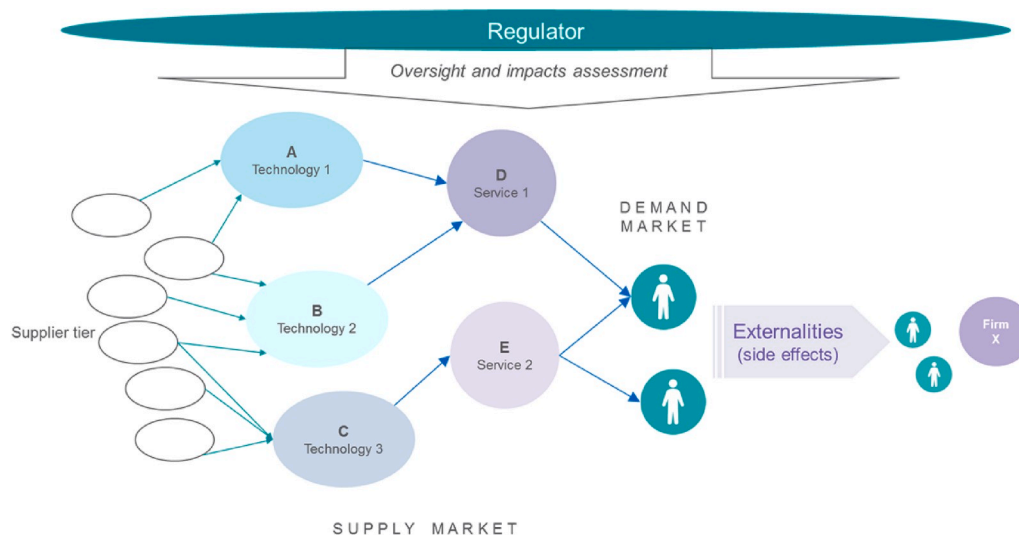 Regulator
Oversight and impacts assessment
A
Technology 1
D
Service 1
DEMAND
MARKET
B
Technology 2
Supplier tier
E
Service 2
Externalities
(side effects)
Firm
X
C
Technology 3
SUPPLY MARKET